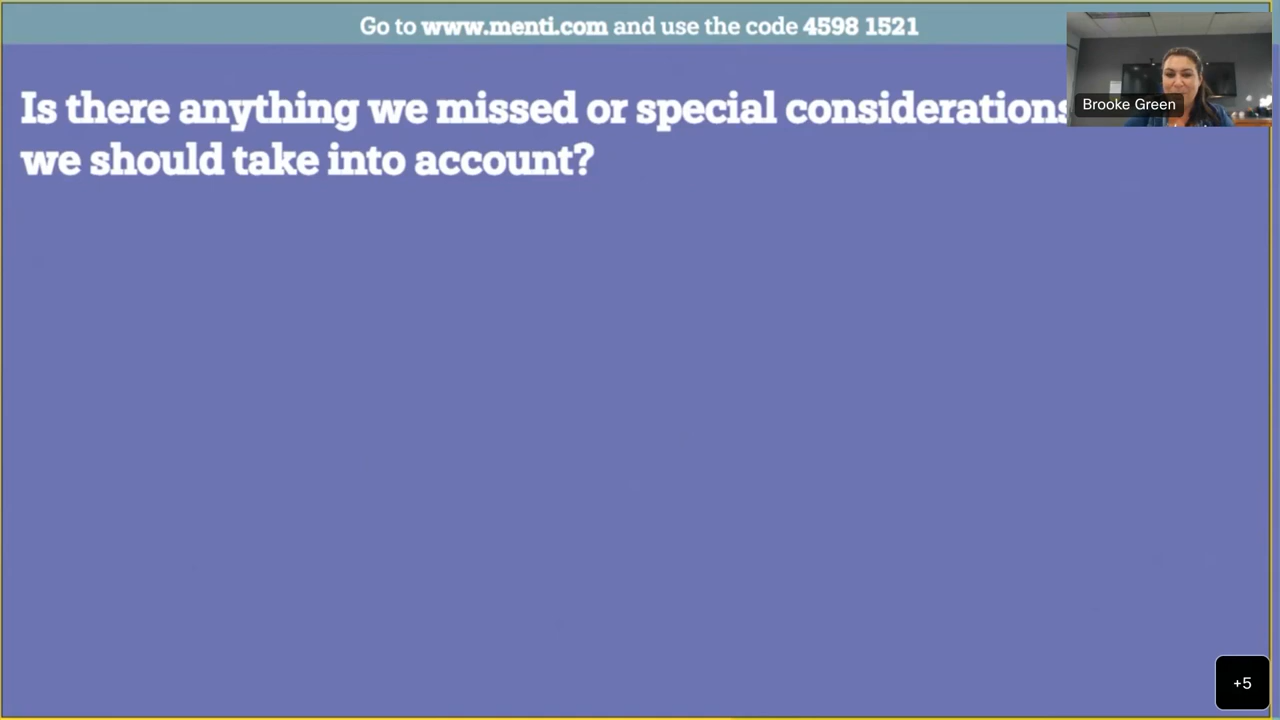 Go to www.menti.com and use the code 4598 1521
Is there anything we missed or special considerations
we should take into account?
Brooke Green
+5